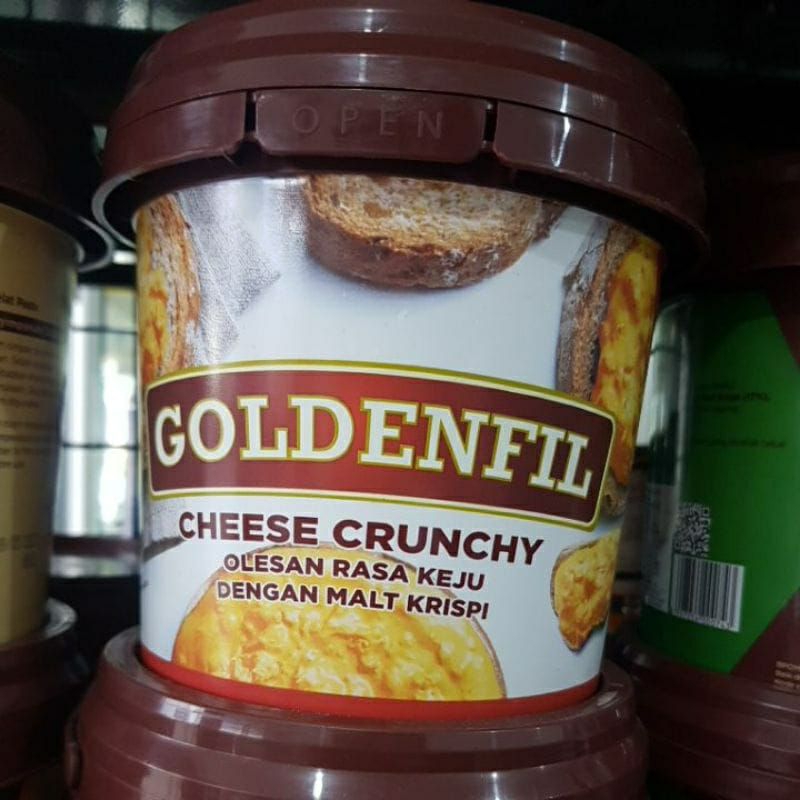 OPEN
GOLDENFIL
CHEESE CRUNCHY
OLESAN RASA KEJU
DENGAN MALT KRISPI